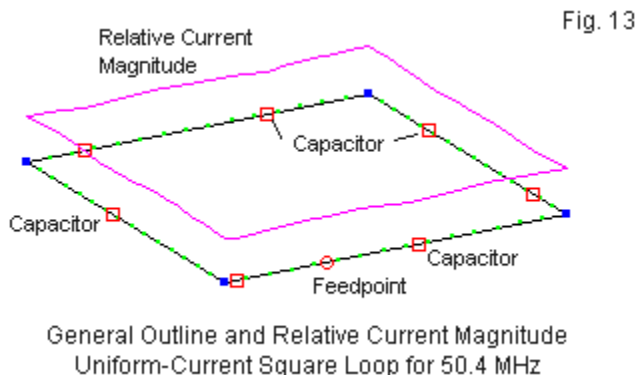 Fig. 13
Relative Current
Magnitude
Capacitor
Capacitor
Capacitor
Feedpoint
General Outline and Relative Current Magnitude
Uniform-Current Square Loop for 50.4 MHz